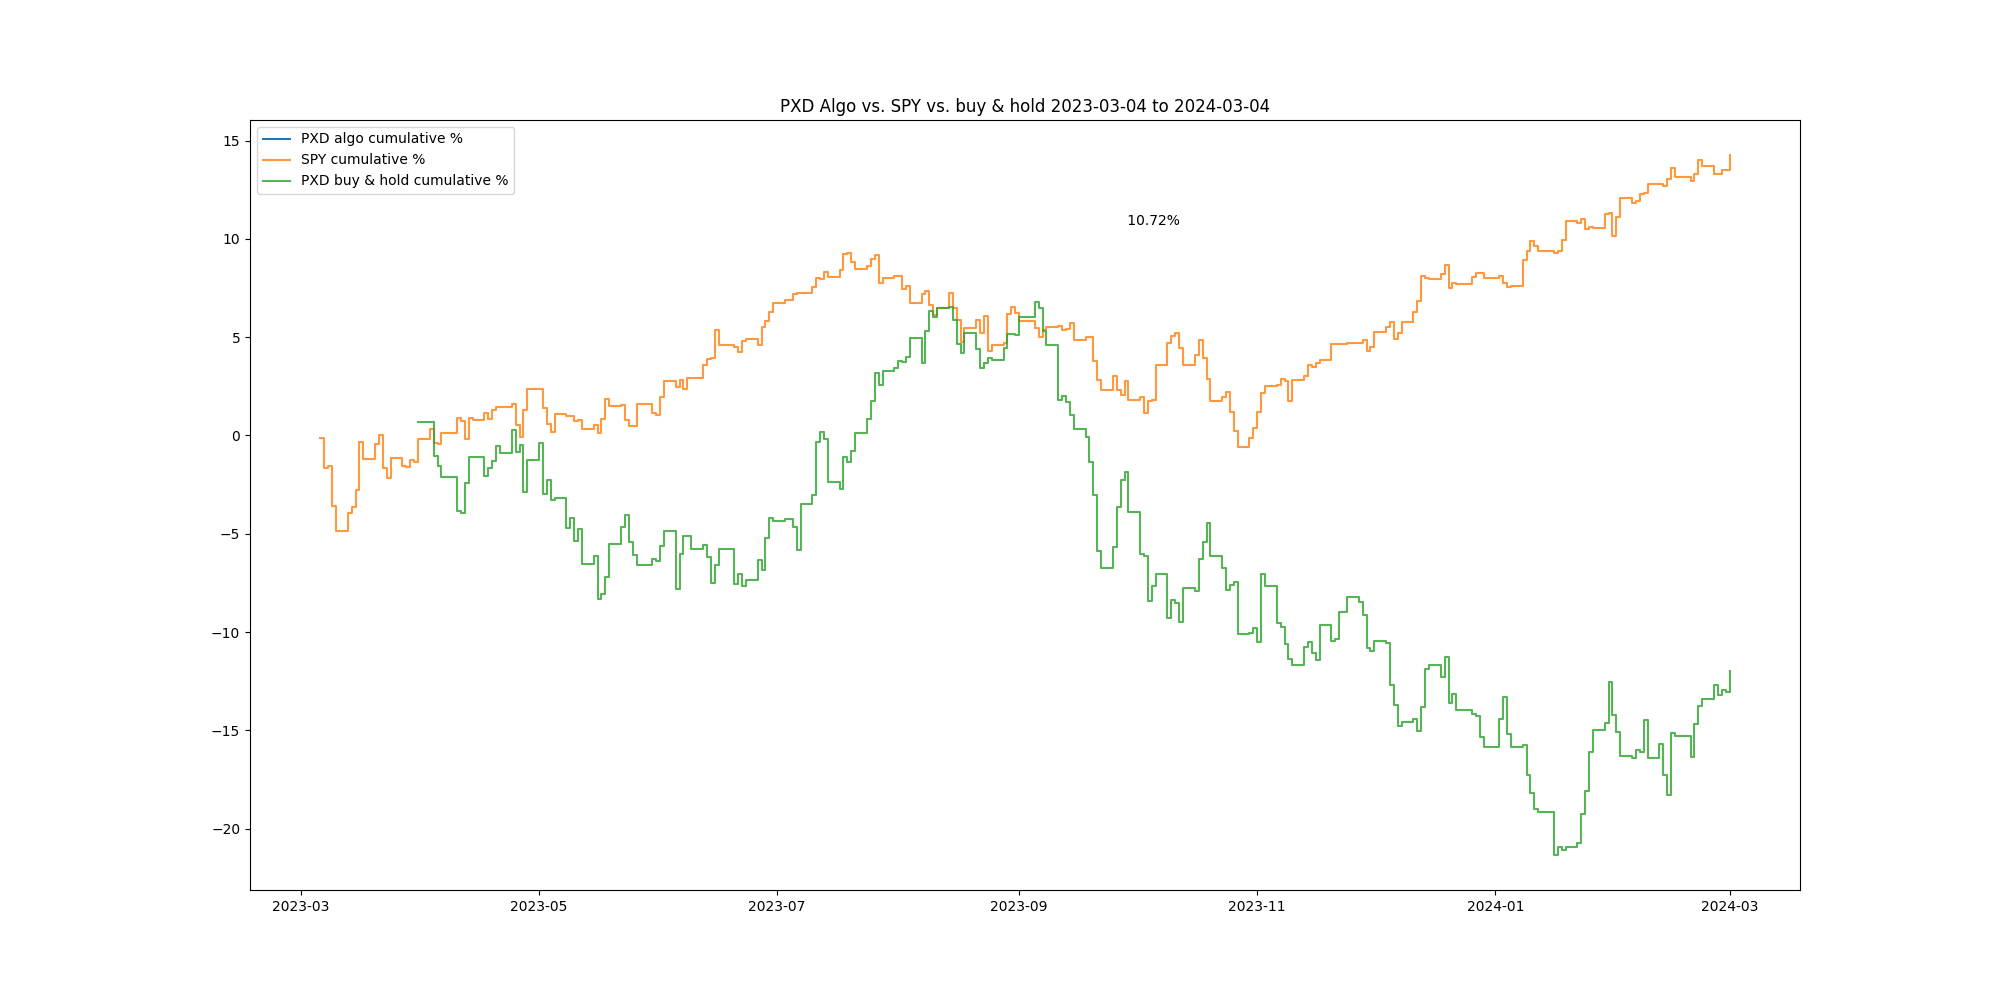 PXD Algo vs. SPY vs. buy & hold 2023-03-04 to 2024-03-04
PXD algo cumulative %
SPY cumulative %
PXD buy & hold cumulative %
10.72%
15
10
5
0
−5
−10
−15
−20
2023-03 2023-05 2023-07 2023-09 2023-11 2024-01 2024-03